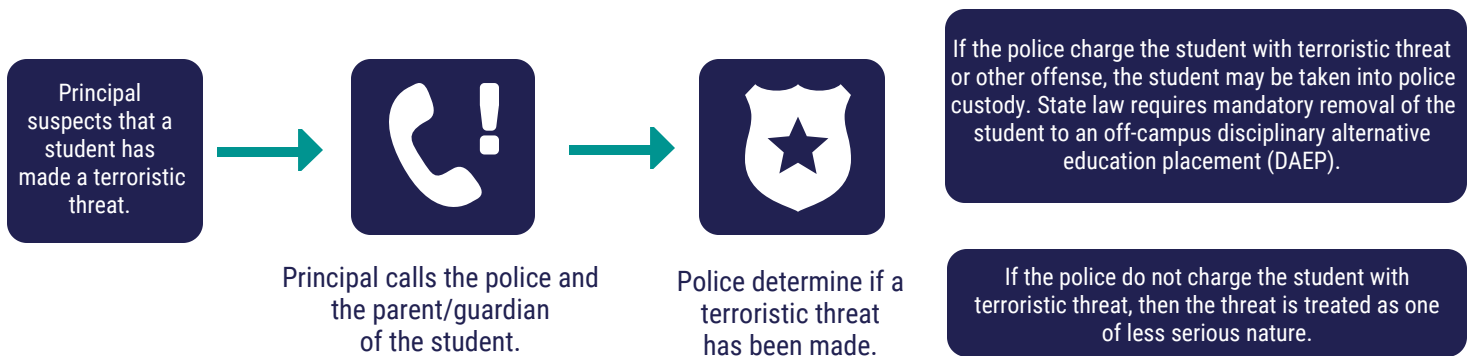 Principal
suspects that a
student has
made a terroristic
threat.
Principal calls the police and
the parent/guardian
of the student.
Police determine if a
terroristic threat
has been made.
If the police charge the student with terroristic threat
or other offense, the student may be taken into police
custody. State law requires mandatory removal of the
student to an off-campus disciplinary alternative
education placement (DAEP).
If the police do not charge the student with
terroristic threat, then the threat is treated as one
of less serious nature.